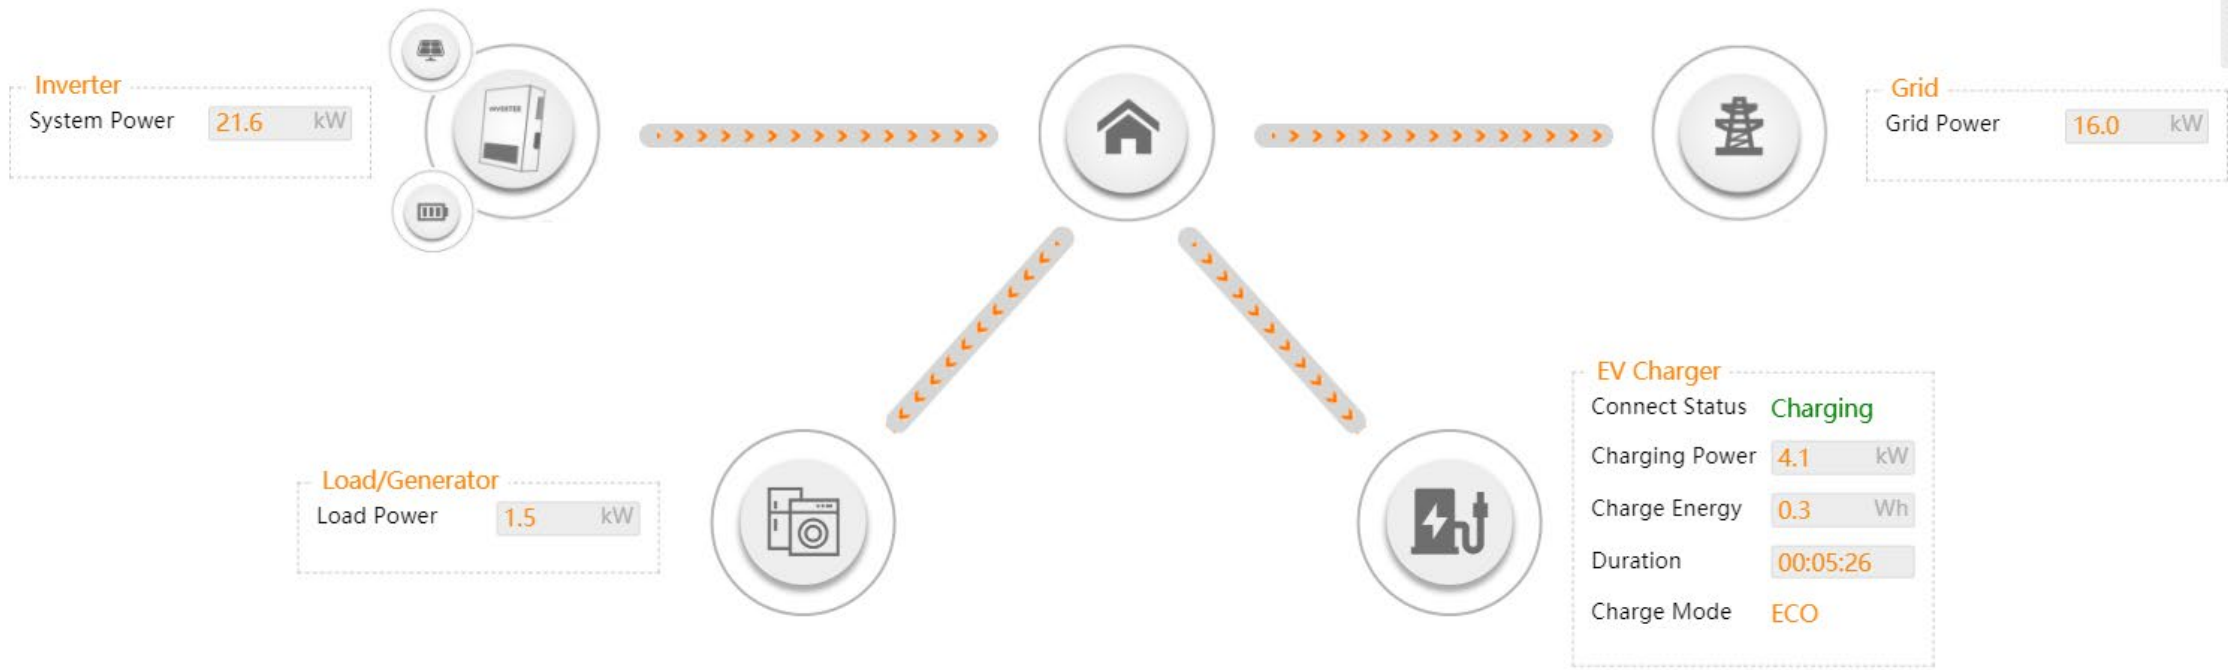 Inverter
System Power 21.6 kW
INVERTER
Grid
Grid Power 16.0 kW
Load/Generator
Load Power 1.5 kW
EV Charger
Connect Status Charging
Charging Power 4.1 kW
Charge Energy 0.3 Wh
Duration 00:05:26
Charge Mode ECO